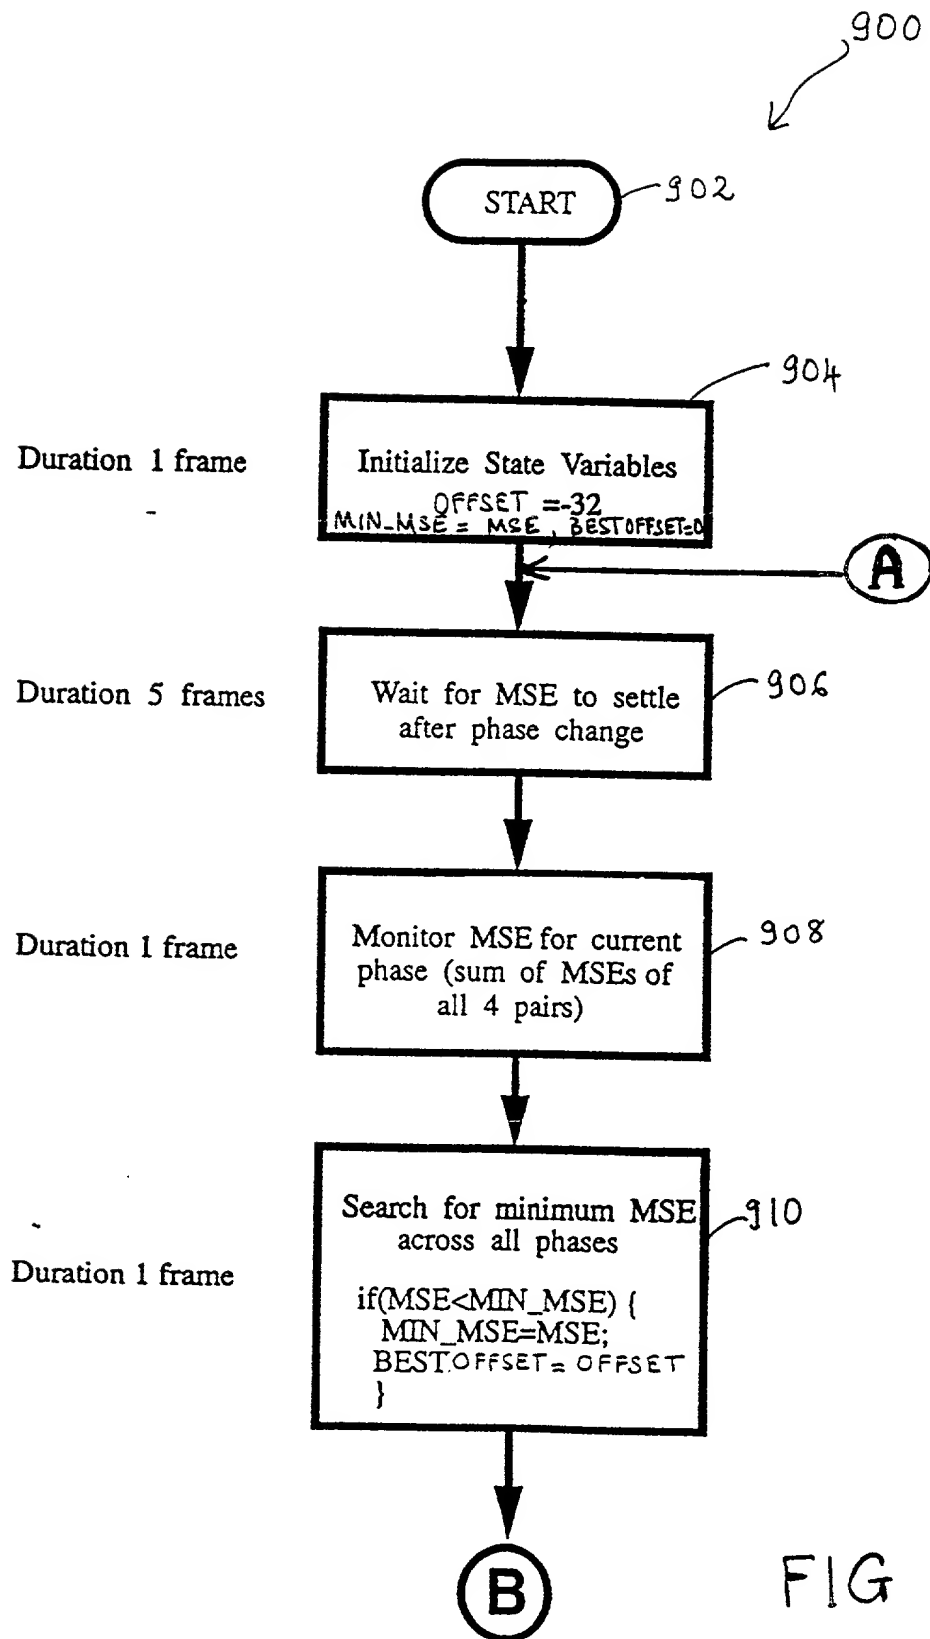 900
START
902
904
Duration 1 frame
Initialize State Variables
OFFSET =-32
MIN_MSE = MSE, BEST OFFSET=0
A
Duration 5 frames
Wait for MSE to settle
after phase change
906
Duration 1 frame
Monitor MSE for current
phase (sum of MSEs of
all 4 pairs)
908
Search for minimum MSE
across all phases
910
Duration 1 frame
if(MSE<MIN_MSE) {
MIN_MSE=MSE;
BEST.OFFSET = OFFSET
}
B
FIG